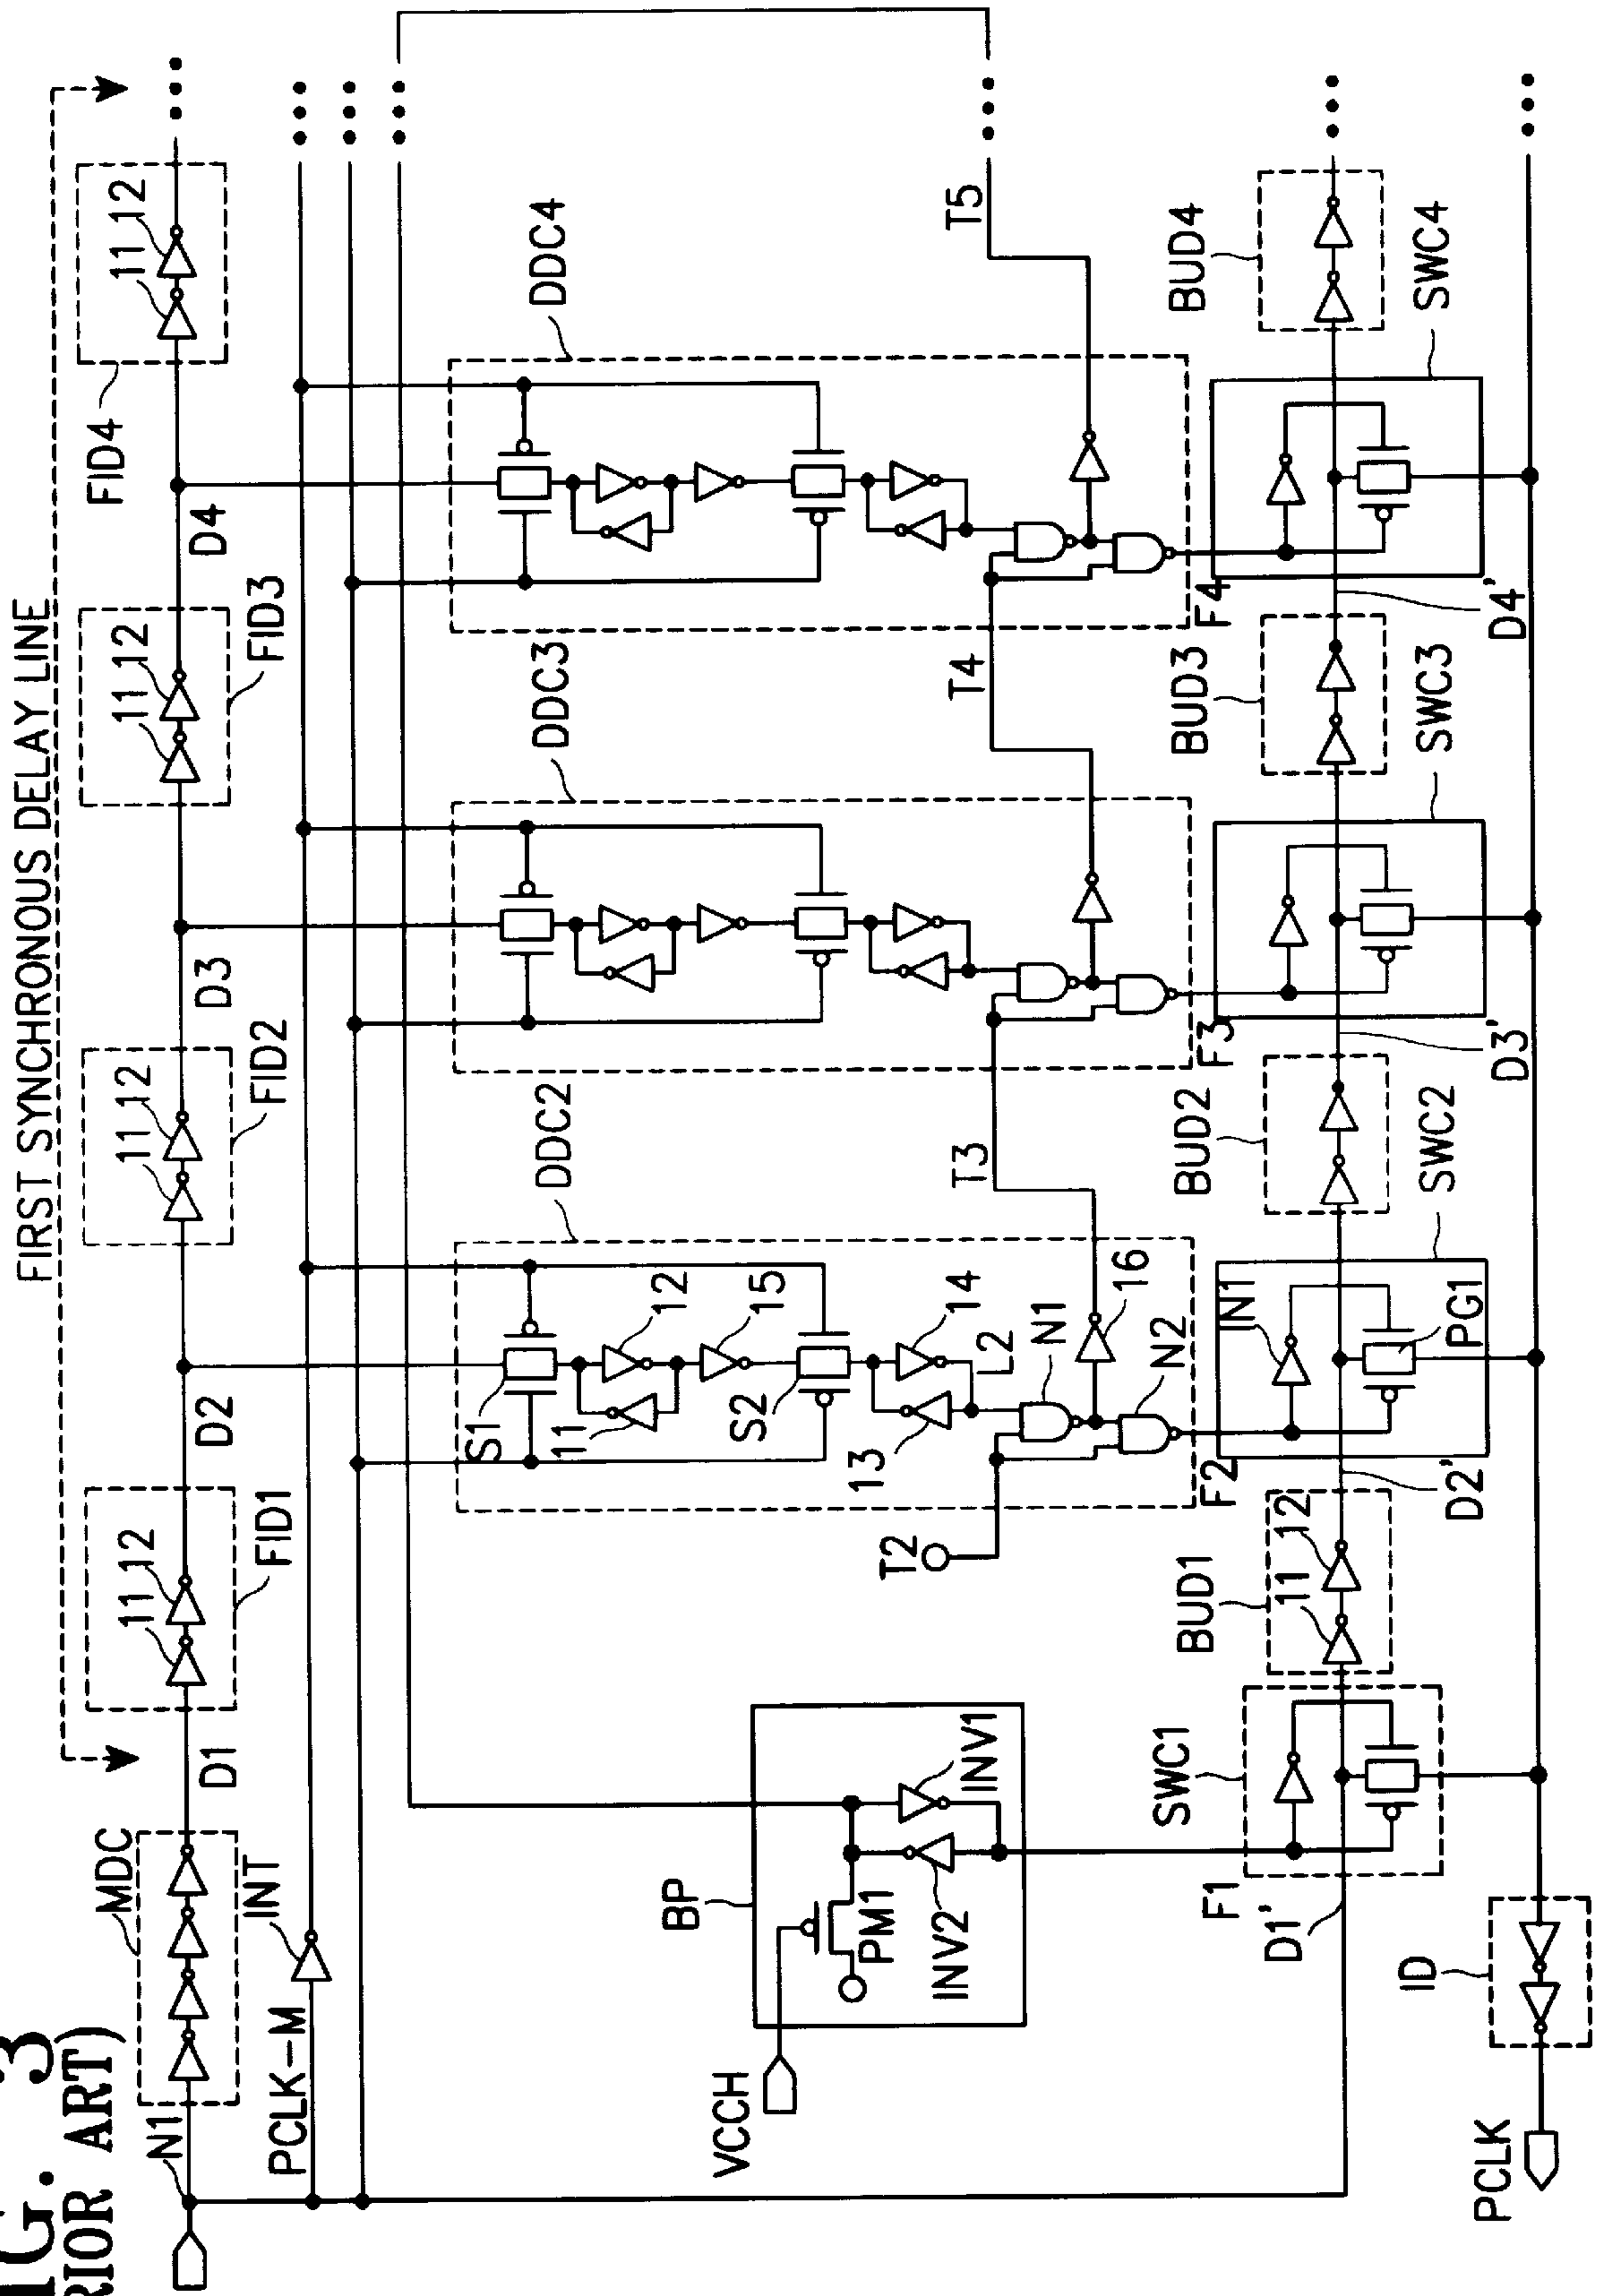 FIG. 3
(PRIOR ART)
FIRST SYNCHRONOUS DELAY LINE
N1
MDC
D1
11 12
FID1
D2
11 12
FID2
D3
11 12
FID3
D4
11 12
FID4
PCLK-M
INT
DDC2
S1
11
12
15
S2
13
14
L2
N1
16
N2
T2
T3
DDC3
T4
DDC4
T5
VCCH
BP
PM1
INV1
INV2
F1
SWC1
D1'
BUD1
11 12
F2
IN1
PG1
SWC2
D2'
BUD2
F3
SWC3
D3'
BUD3
F4
SWC4
D4'
BUD4
ID
PCLK